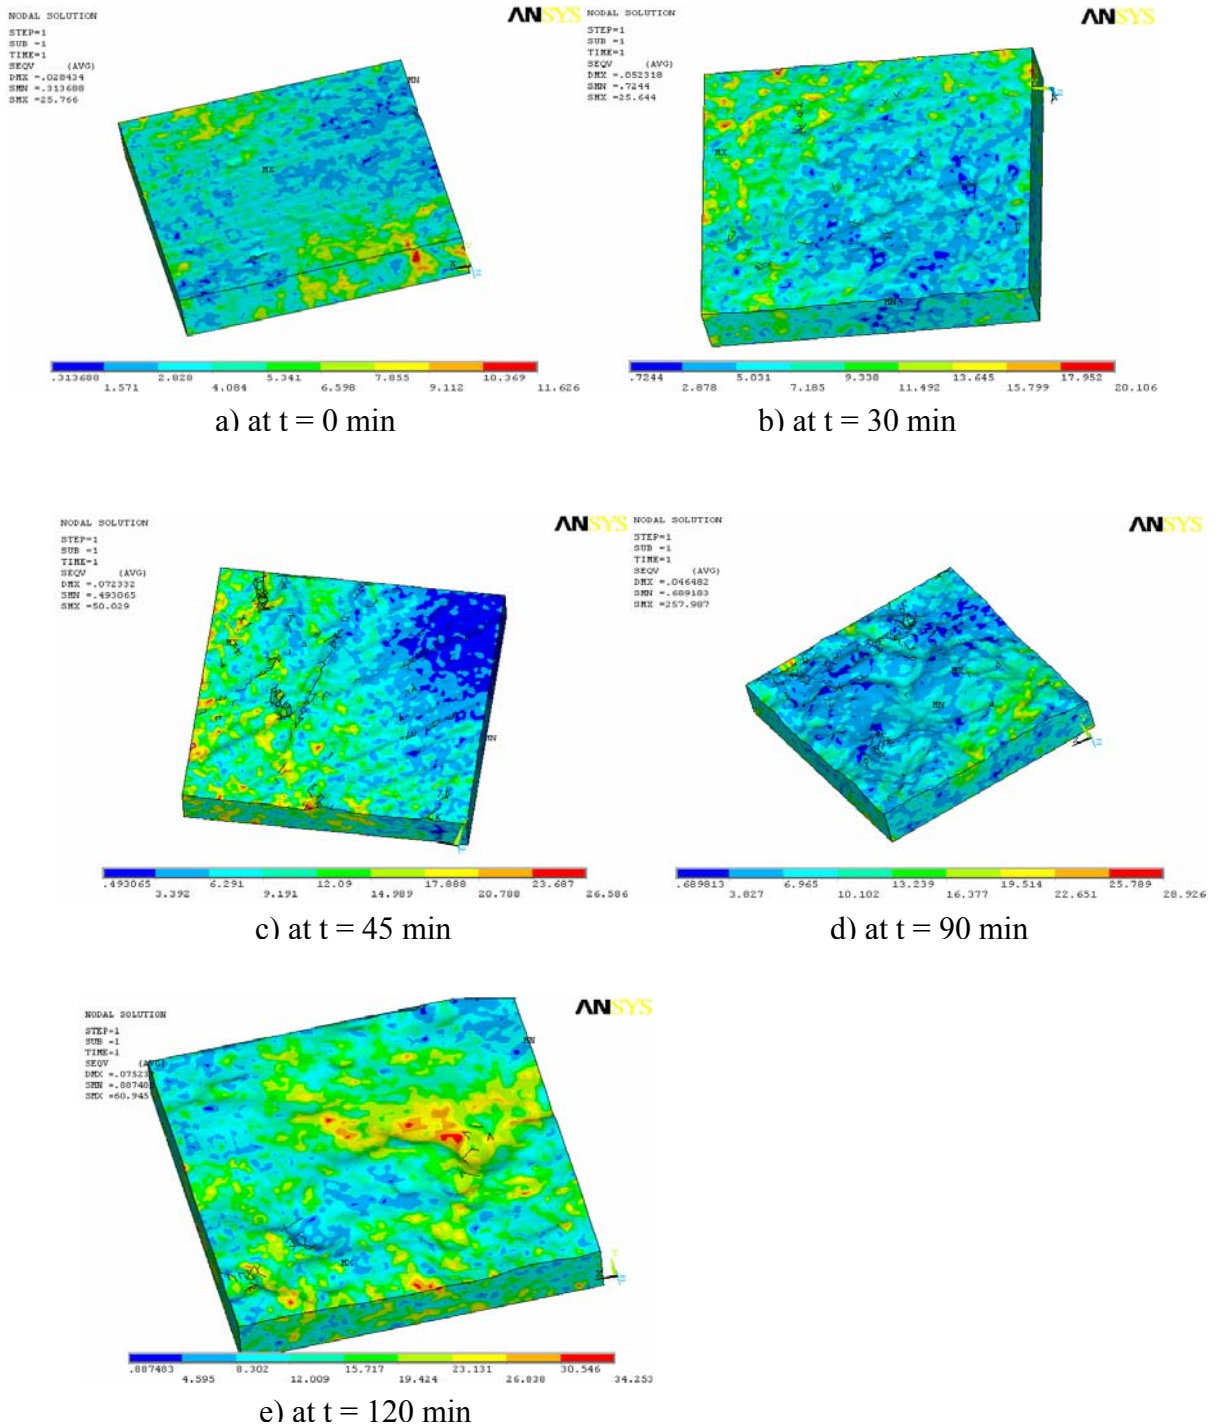 NODAL SOLUTION
STEP=1
SUB =1
TIME=1
SEQV (AVG)
DMX =.028434
SMN =.313688
SMX =25.766
ANSYS
MN
MX
.313688 2.828 5.341 7.855 10.369
1.571 4.084 6.598 9.112 11.626
a) at t = 0 min
NODAL SOLUTION
STEP=1
SUB =1
TIME=1
SEQV (AVG)
DMX =.052318
SMN =.7244
SMX =25.644
ANSYS
MX
MN
.7244 5.031 9.338 13.645 17.952
2.878 7.185 11.492 15.799 20.106
b) at t = 30 min
NODAL SOLUTION
STEP=1
SUB =1
TIME=1
SEQV (AVG)
DMX =.072332
SMN =.493065
SMX =50.029
ANSYS
MX
MN
.493065 6.291 12.09 17.888 23.687
3.392 9.191 14.989 20.788 26.586
c) at t = 45 min
NODAL SOLUTION
STEP=1
SUB =1
TIME=1
SEQV (AVG)
DMX =.046482
SMN =.689183
SMX =257.987
ANSYS
MX
MN
.689813 6.965 13.239 19.514 25.789
3.827 10.102 16.377 22.651 28.926
d) at t = 90 min
NODAL SOLUTION
STEP=1
SUB =1
TIME=1
SEQV (AVG)
DMX =.07523
SMN =.88748
SMX =60.945
ANSYS
MN
MX
.887483 8.302 15.717 23.131 30.546
4.595 12.009 19.424 26.838 34.253
e) at t = 120 min